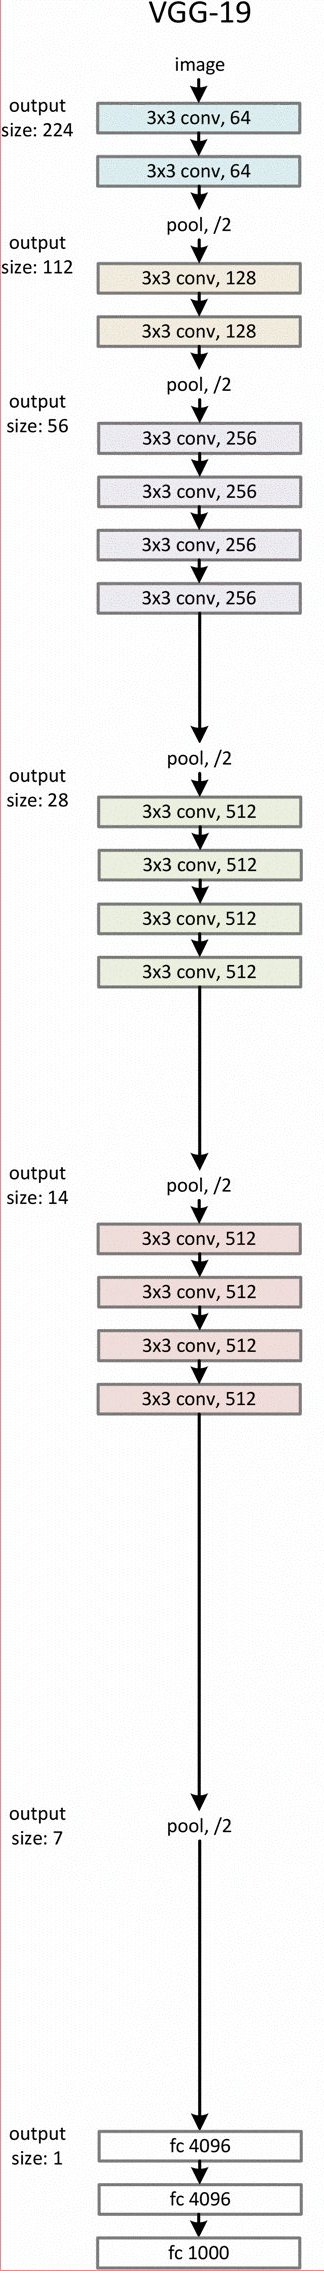 VGG-19
image
output
size: 224
3x3 conv, 64
3x3 conv, 64
pool, /2
output
size: 112
3x3 conv, 128
3x3 conv, 128
pool, /2
output
size: 56
3x3 conv, 256
3x3 conv, 256
3x3 conv, 256
3x3 conv, 256
pool, /2
output
size: 28
3x3 conv, 512
3x3 conv, 512
3x3 conv, 512
3x3 conv, 512
output
size: 14
pool, /2
3x3 conv, 512
3x3 conv, 512
3x3 conv, 512
3x3 conv, 512
output
size: 7
pool, /2
output
size: 1
fc 4096
fc 4096
fc 1000